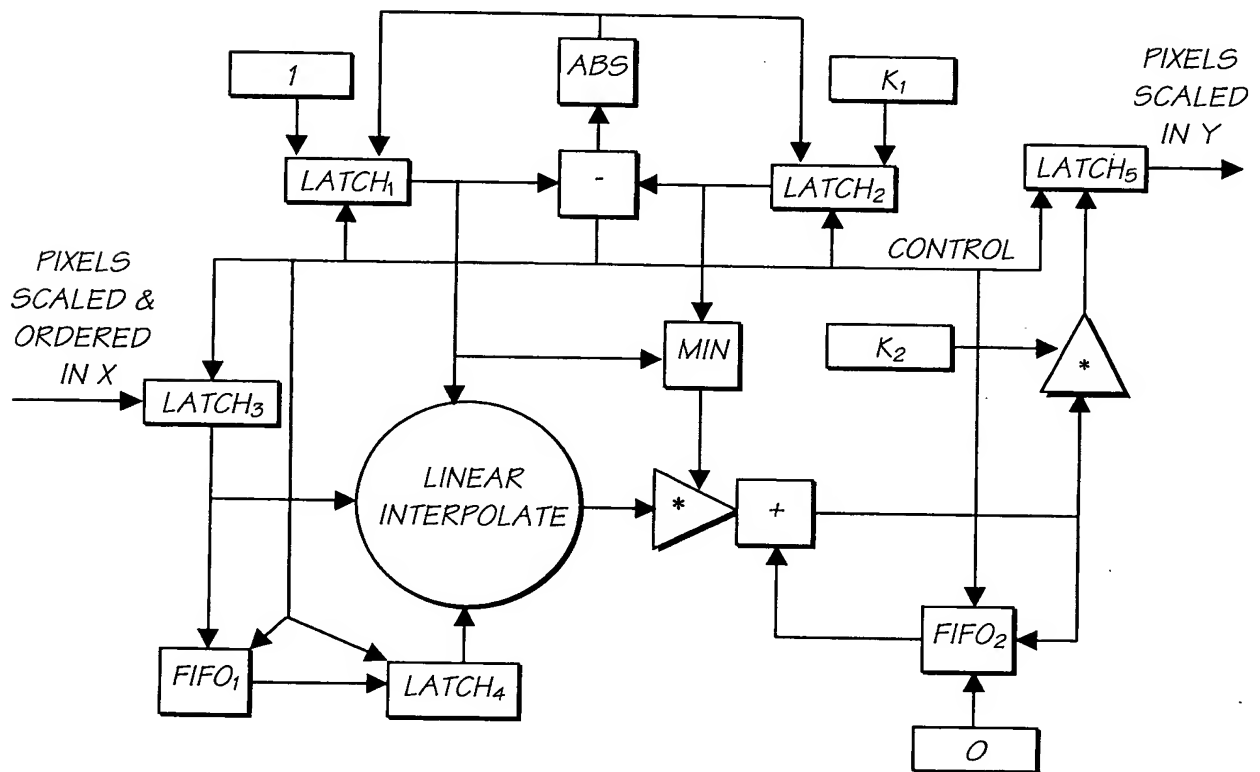 ABS
1
K₁
PIXELS
SCALED
IN Y
LATCH₁
-
LATCH₂
LATCH₅
CONTROL
PIXELS
SCALED &
ORDERED
IN X
MIN
K₂
*
LATCH₃
LINEAR
INTERPOLATE
*
+
FIFO₁
LATCH₄
FIFO₂
0